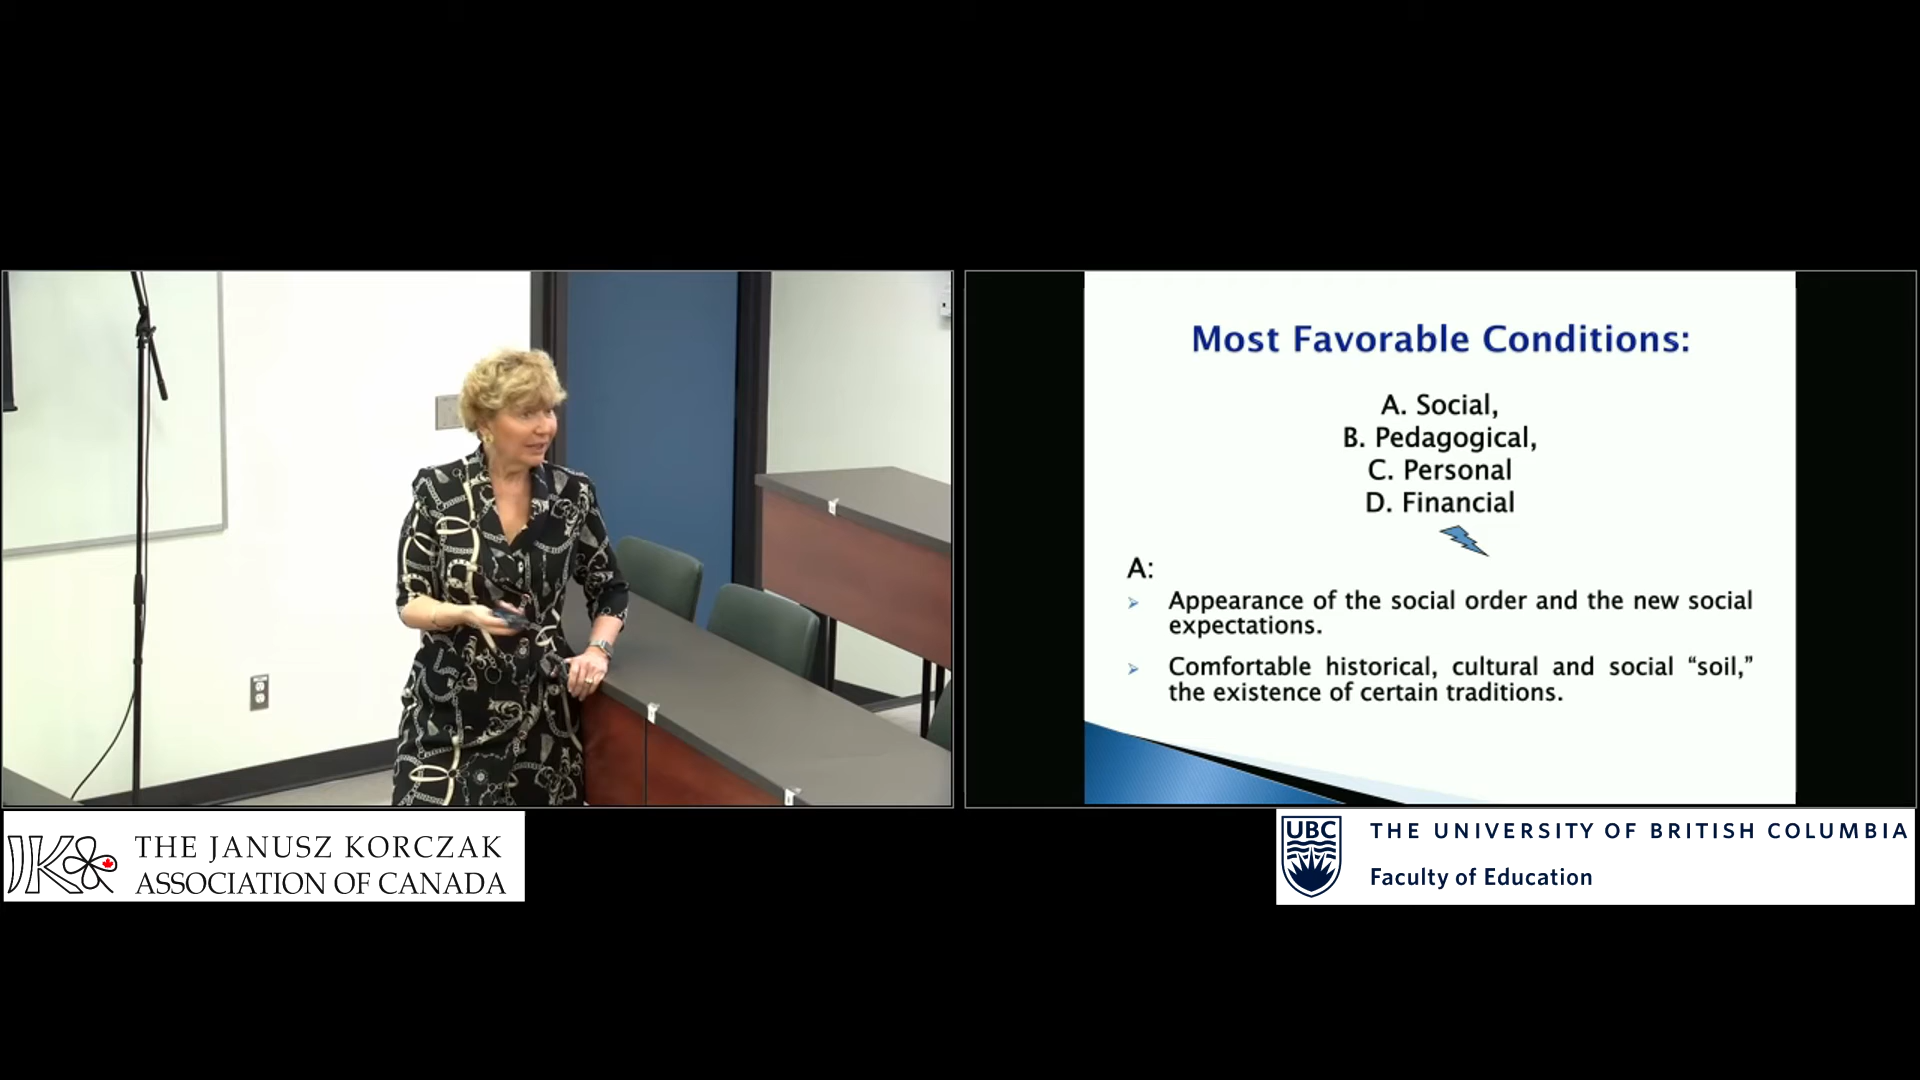 Most Favorable Conditions:
A. Social,
B. Pedagogical,
C. Personal
D. Financial
A:
Appearance of the social order and the new social
expectations.
Comfortable historical, cultural and social “soil,”
the existence of certain traditions.
JK
THE JANUSZ KORCZAK
ASSOCIATION OF CANADA
UBC
THE UNIVERSITY OF BRITISH COLUMBIA
Faculty of Education